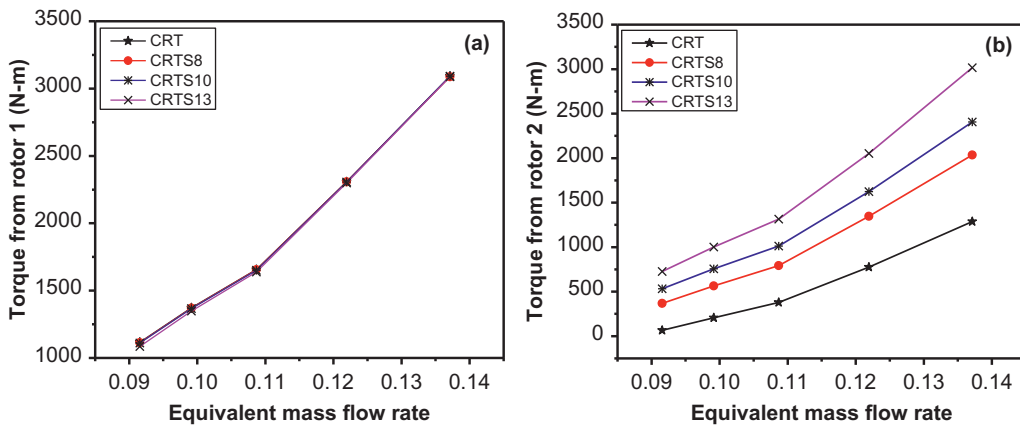 3500
3000
2500
2000
1500
1000
Torque from rotor 1 (N-m)
CRT
CRTS8
CRTS10
CRTS13
(a)
0.09 0.10 0.11 0.12 0.13 0.14
Equivalent mass flow rate
3500
3000
2500
2000
1500
1000
500
0
Torque from rotor 2 (N-m)
CRT
CRTS8
CRTS10
CRTS13
(b)
0.09 0.10 0.11 0.12 0.13 0.14
Equivalent mass flow rate